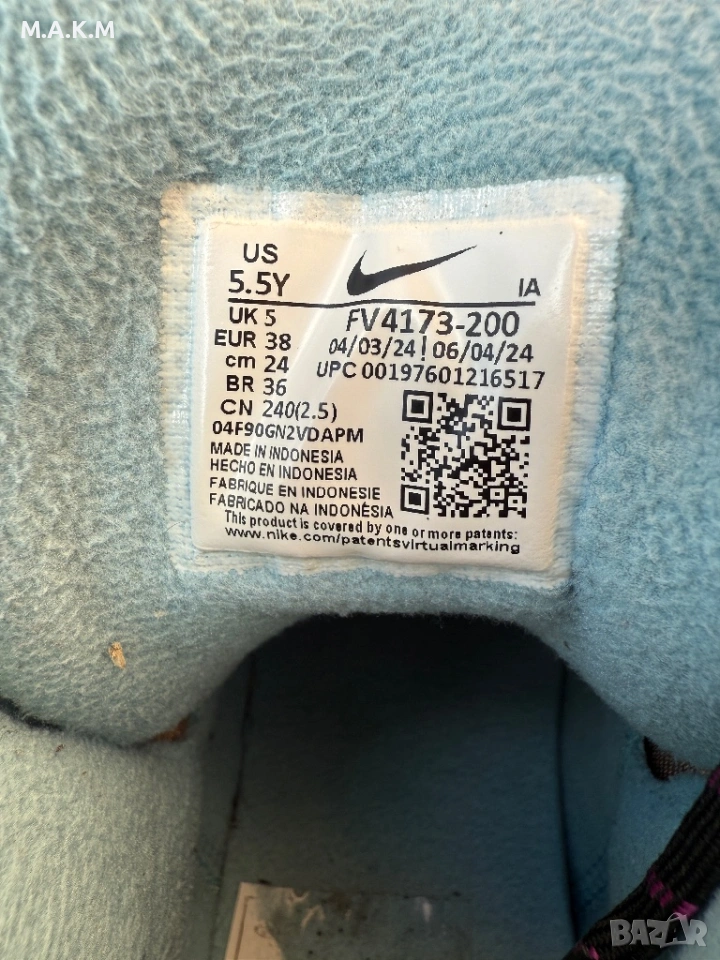 M.A.K.M
US
5.5Y
IA
UK 5
EUR 38
cm 24
BR 36
CN 240(2.5)
FV4173-200
04/03/24 | 06/04/24
UPC 00197601216517
04F90GN2VDAPM
MADE IN INDONESIA
HECHO EN INDONESIA
FABRIQUE EN INDONESIE
FABRICADO NA INDONÉSIA
This product is covered by one or more patents:
www.nike.com/patentsvirtualmarking
BAZAR